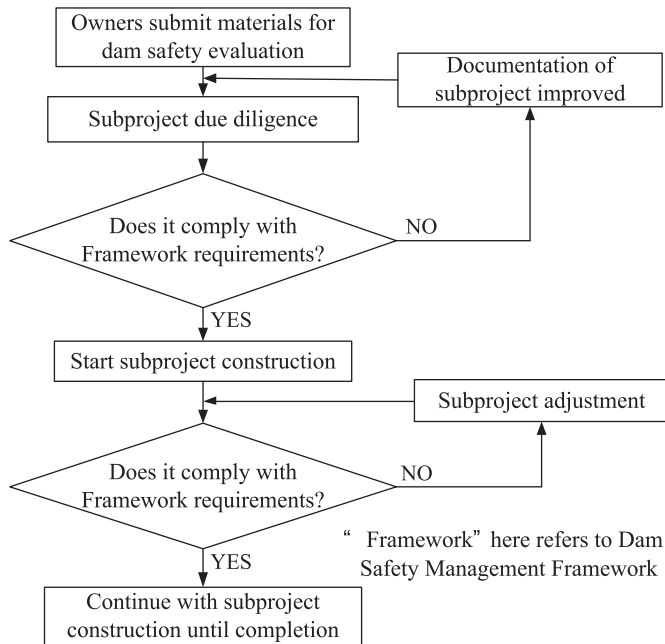 Owners submit materials for
dam safety evaluation
Documentation of
subproject improved
Subproject due diligence
Does it comply with
Framework requirements?
NO
YES
Start subproject construction
Subproject adjustment
Does it comply with
Framework requirements?
NO
YES
“ Framework” here refers to Dam
Safety Management Framework
Continue with subproject
construction until completion